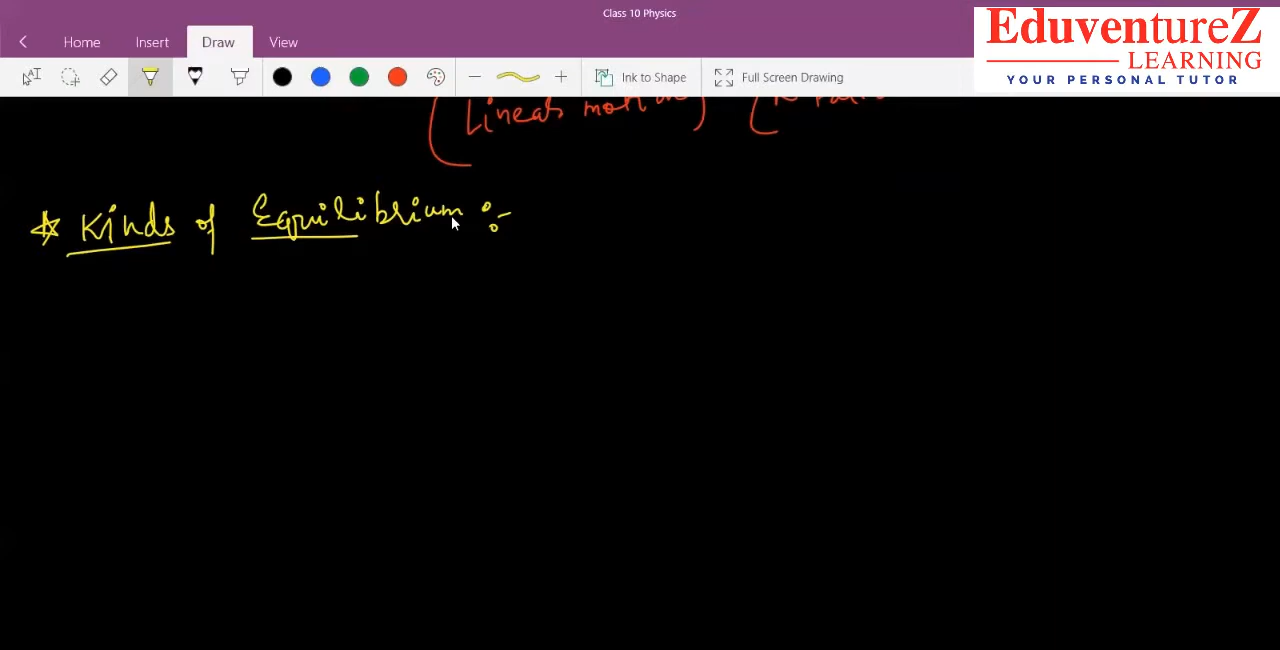 Class 10 Physics
EduventureZ
LEARNING
YOUR PERSONAL TUTOR
Home Insert Draw View
Ink to Shape Full Screen Drawing
(Linear motion) (
* Kinds of Equilibrium :-